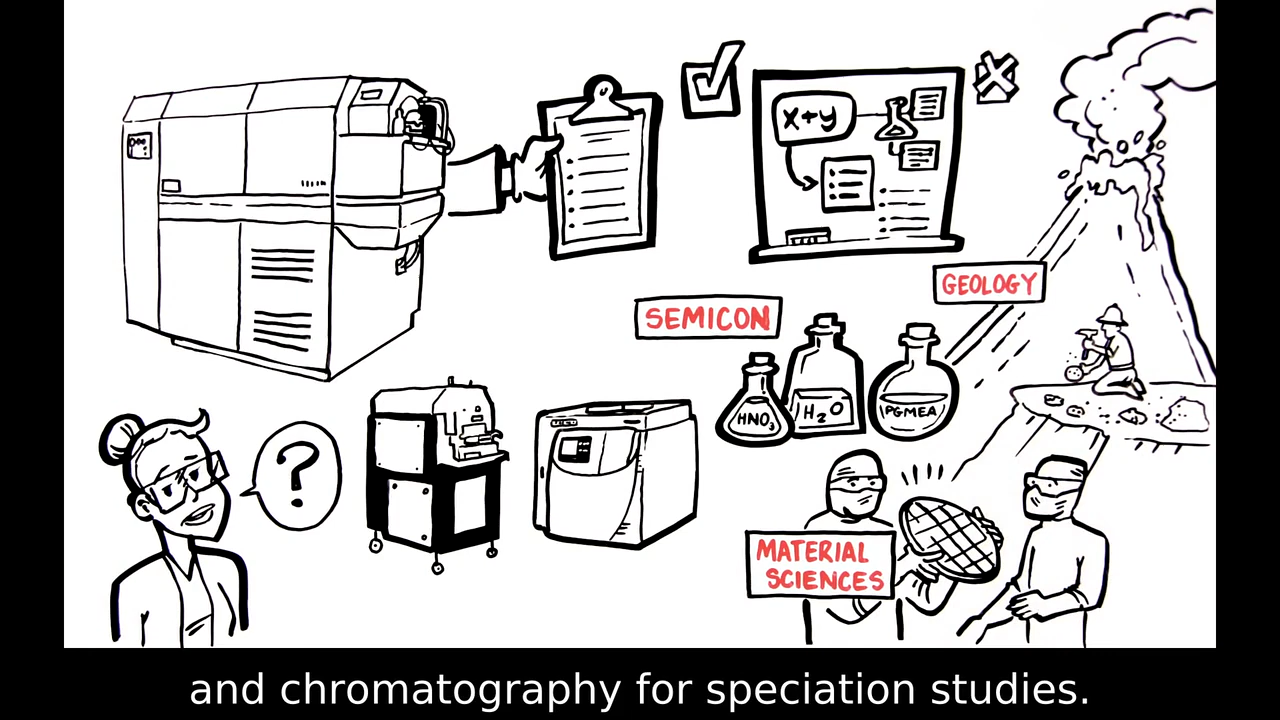 x+y
GEOLOGY
SEMICON
HNO₃
H₂O
PGMEA
?
MATERIAL
SCIENCES
and chromatography for speciation studies.